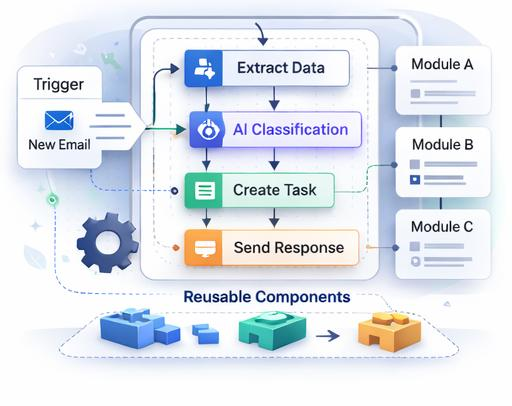 Trigger
New Email
Extract Data
AI Classification
Create Task
Send Response
Module A
Module B
Module C
Reusable Components